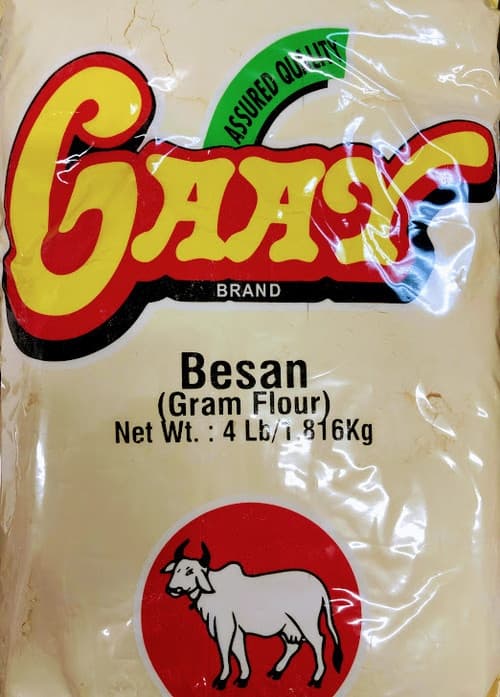 ASSURED QUALITY
GAAY
BRAND
Besan
(Gram Flour)
Net Wt. : 4 Lb/1.816Kg